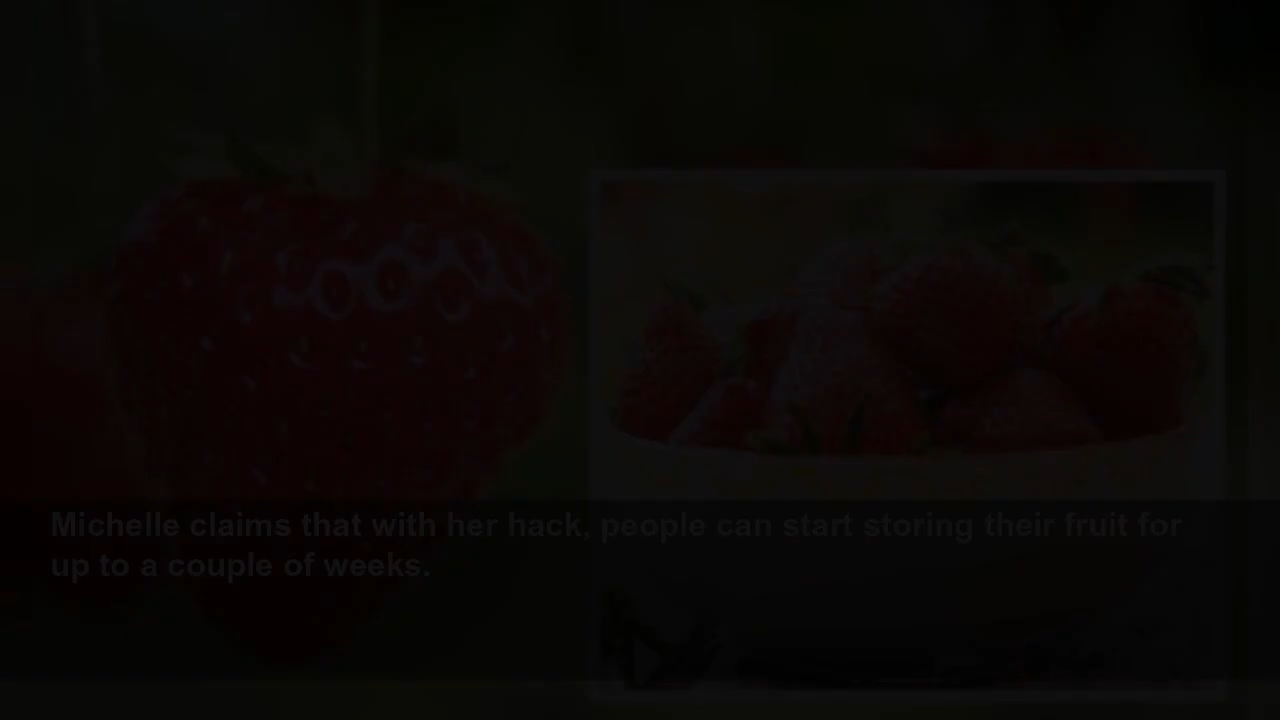 Michelle claims that with her hack, people can start storing their fruit for
up to a couple of weeks.